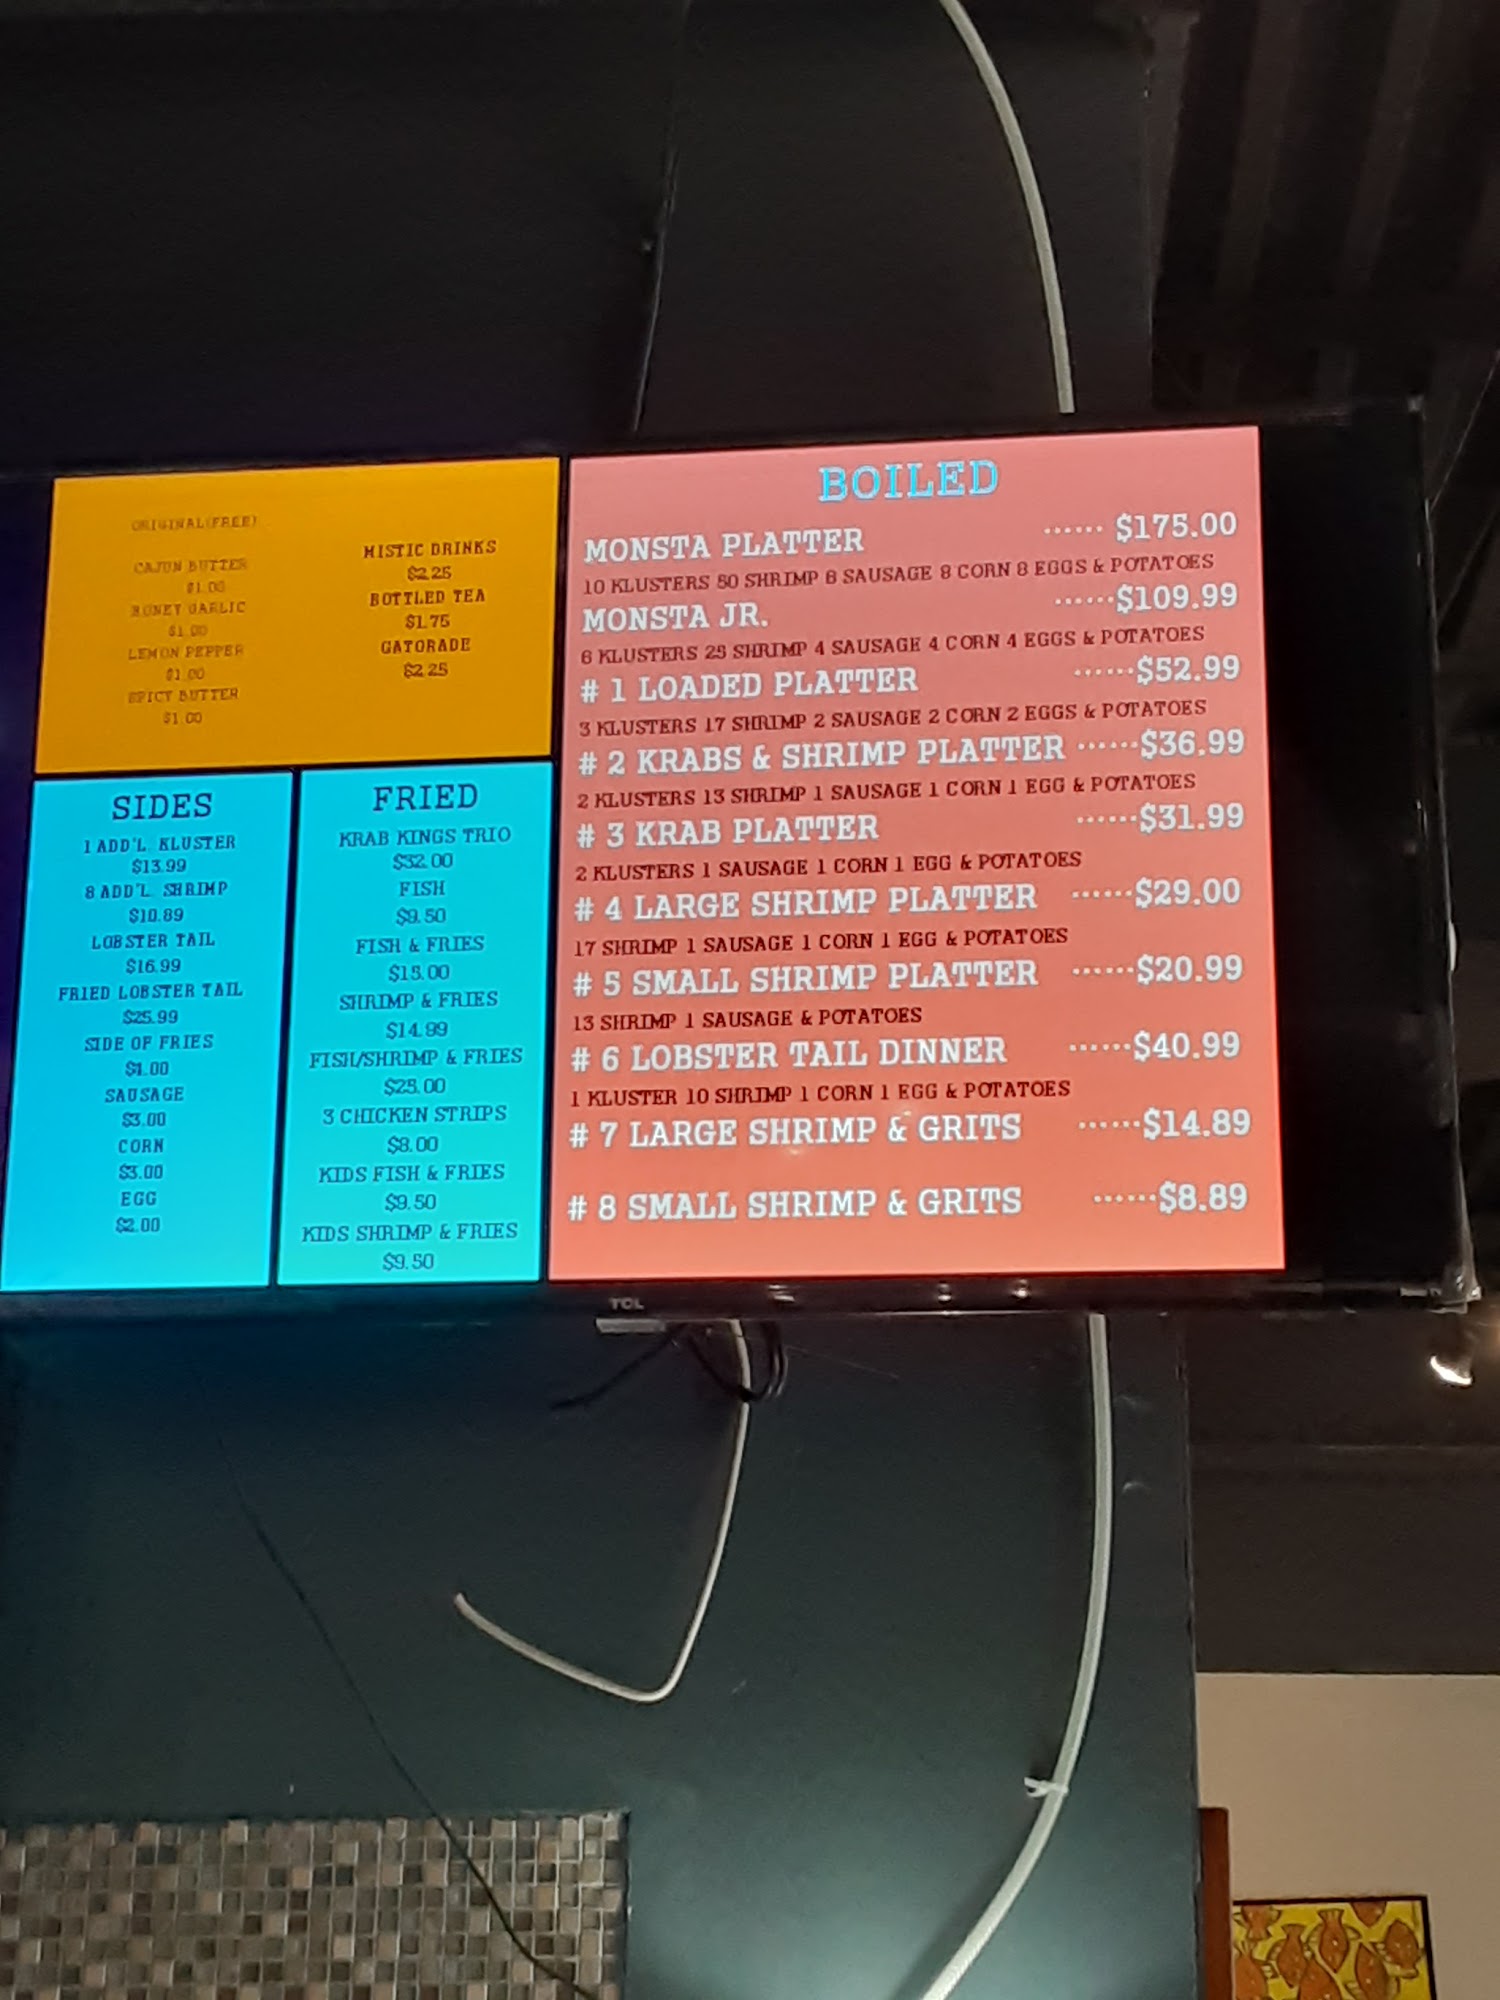 ORIGINAL(FREE)
CAJUN BUTTER
$1.00
HONEY GARLIC
$1.00
LEMON PEPPER
$1.00
SPICY BUTTER
$1.00
MISTIC DRINKS
$2.25
BOTTLED TEA
$1.75
GATORADE
$2.25
SIDES
1 ADD'L. KLUSTER
$13.99
8 ADD'L. SHRIMP
$10.89
LOBSTER TAIL
$16.99
FRIED LOBSTER TAIL
$25.99
SIDE OF FRIES
$1.00
SAUSAGE
$3.00
CORN
$3.00
EGG
$2.00
FRIED
KRAB KINGS TRIO
$32.00
FISH
$9.50
FISH & FRIES
$15.00
SHRIMP & FRIES
$14.99
FISH/SHRIMP & FRIES
$25.00
3 CHICKEN STRIPS
$8.00
KIDS FISH & FRIES
$9.50
KIDS SHRIMP & FRIES
$9.50
BOILED
MONSTA PLATTER ······ $175.00
10 KLUSTERS 50 SHRIMP 8 SAUSAGE 8 CORN 8 EGGS & POTATOES
MONSTA JR. ······$109.99
6 KLUSTERS 25 SHRIMP 4 SAUSAGE 4 CORN 4 EGGS & POTATOES
# 1 LOADED PLATTER ······$52.99
3 KLUSTERS 17 SHRIMP 2 SAUSAGE 2 CORN 2 EGGS & POTATOES
# 2 KRABS & SHRIMP PLATTER ······$36.99
2 KLUSTERS 13 SHRIMP 1 SAUSAGE 1 CORN 1 EGG & POTATOES
# 3 KRAB PLATTER ······$31.99
2 KLUSTERS 1 SAUSAGE 1 CORN 1 EGG & POTATOES
# 4 LARGE SHRIMP PLATTER ······$29.00
17 SHRIMP 1 SAUSAGE 1 CORN 1 EGG & POTATOES
# 5 SMALL SHRIMP PLATTER ······$20.99
13 SHRIMP 1 SAUSAGE & POTATOES
# 6 LOBSTER TAIL DINNER ······$40.99
1 KLUSTER 10 SHRIMP 1 CORN 1 EGG & POTATOES
# 7 LARGE SHRIMP & GRITS ······$14.89
# 8 SMALL SHRIMP & GRITS ······$8.89
TCL